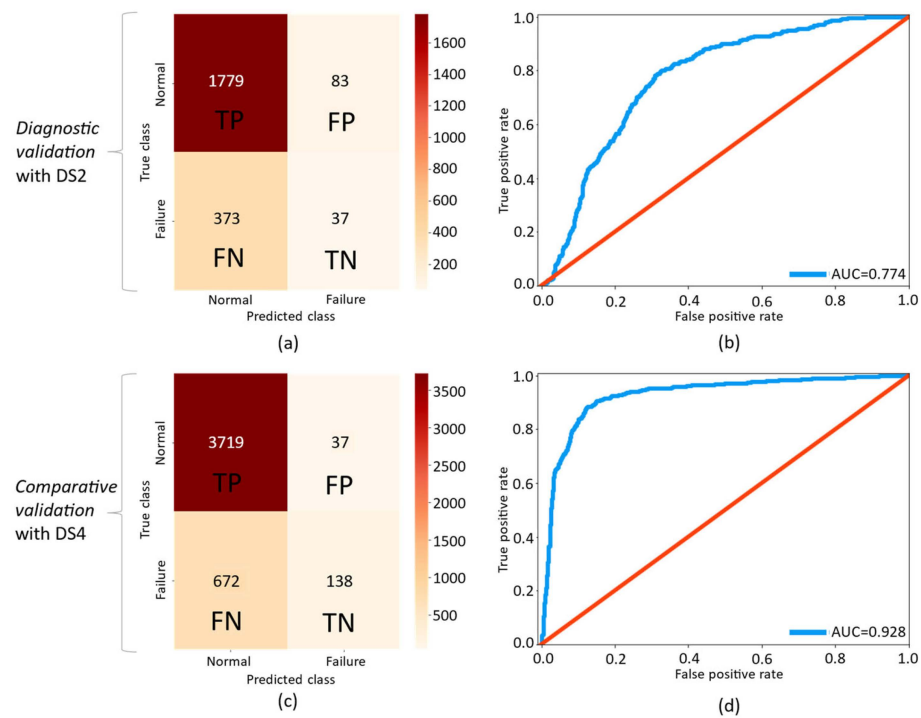 Diagnostic
validation
with DS2
True class
Normal
Failure
1779
TP
83
FP
373
FN
37
TN
Normal
Failure
Predicted class
1600
1400
1200
1000
800
600
400
200
(a)
True positive rate
1.0
0.8
0.6
0.4
0.2
0.0
AUC=0.774
0.0
0.2
0.4
0.6
0.8
1.0
False positive rate
(b)
Comparative
validation
with DS4
True class
Normal
Failure
3719
TP
37
FP
672
FN
138
TN
Normal
Failure
Predicted class
3500
3000
2500
2000
1500
1000
500
(c)
True positive rate
1.0
0.8
0.6
0.4
0.2
0.0
AUC=0.928
0.0
0.2
0.4
0.6
0.8
1.0
False positive rate
(d)